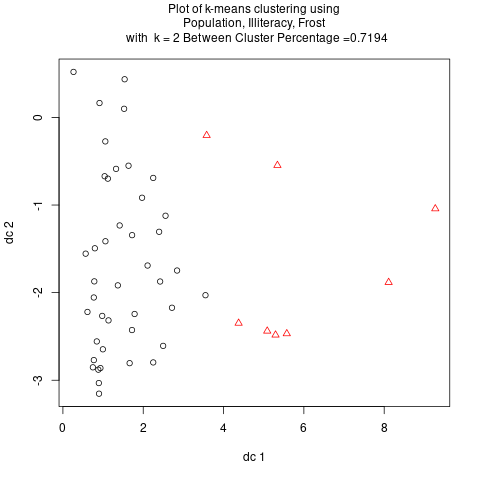 Plot of k-means clustering using
Population, Illiteracy, Frost
with k = 2 Between Cluster Percentage =0.7194
0
-1
-2
-3
dc 2
0 2 4 6 8
dc 1